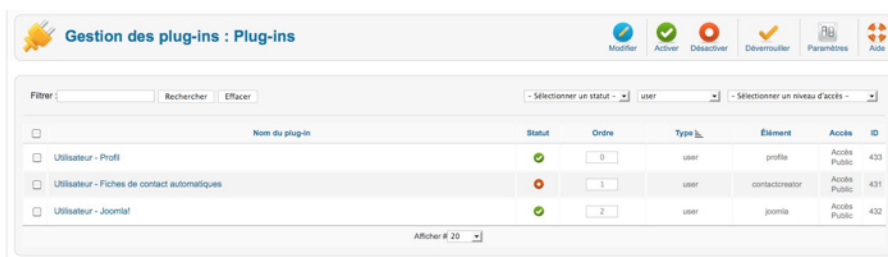 Gestion des plug-ins : Plug-ins
Modifier Activer Désactiver Déverrouiller Paramètres Aide
Filtrer : Rechercher Effacer - Sélectionner un statut - user - Sélectionner un niveau d'accès -
Nom du plug-in Statut Ordre Type Élément Accès ID
Utilisateur - Profil 0 user profile Accès Public 433
Utilisateur - Fiches de contact automatiques 1 user contactcreator Accès Public 431
Utilisateur - Joomla! 2 user joomla Accès Public 432
Afficher # 20